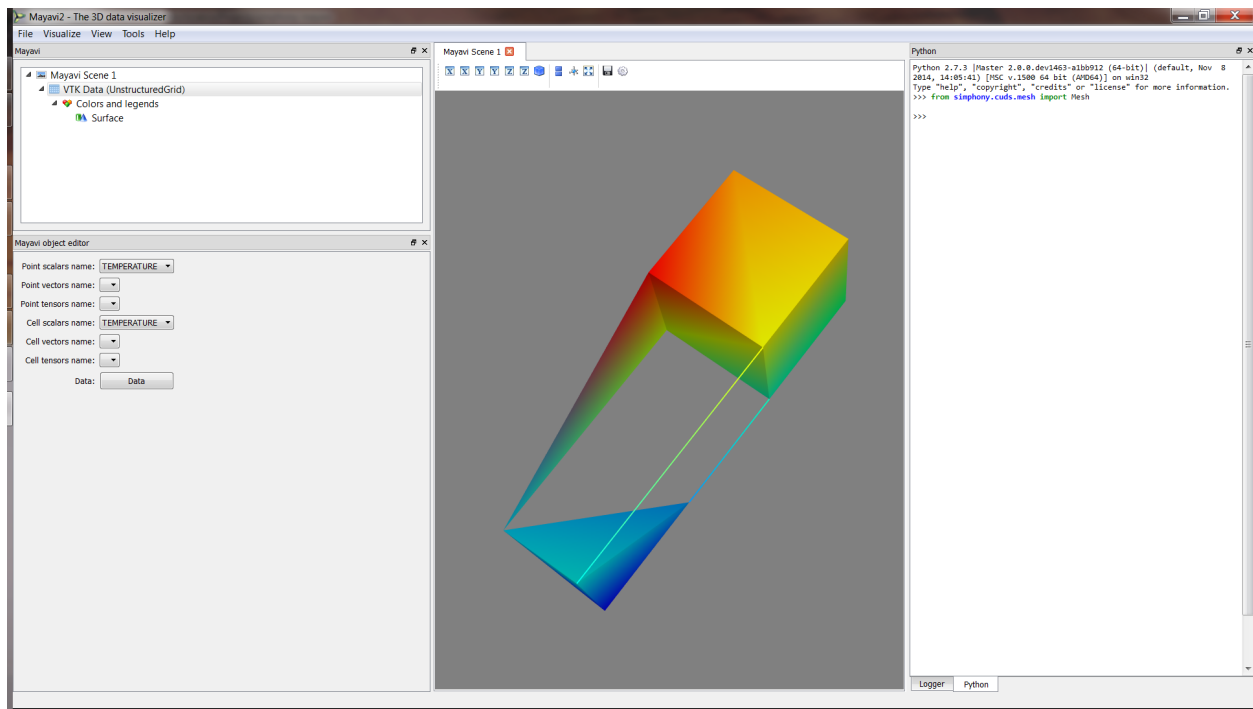 Mayavi2 - The 3D data visualizer
File Visualize View Tools Help
Mayavi
Mayavi Scene 1
VTK Data (UnstructuredGrid)
Colors and legends
Surface
Mayavi object editor
Point scalars name: TEMPERATURE
Point vectors name:
Point tensors name:
Cell scalars name: TEMPERATURE
Cell vectors name:
Cell tensors name:
Data: Data
Mayavi Scene 1
X X Y Y Z Z
Python
Python 2.7.3 |Master 2.0.0.dev1463-a1bb912 (64-bit)| (default, Nov 8
2014, 14:05:41) [MSC v.1500 64 bit (AMD64)] on win32
Type "help", "copyright", "credits" or "license" for more information.
>>> from simphony.cuds.mesh import Mesh
>>>
Logger Python